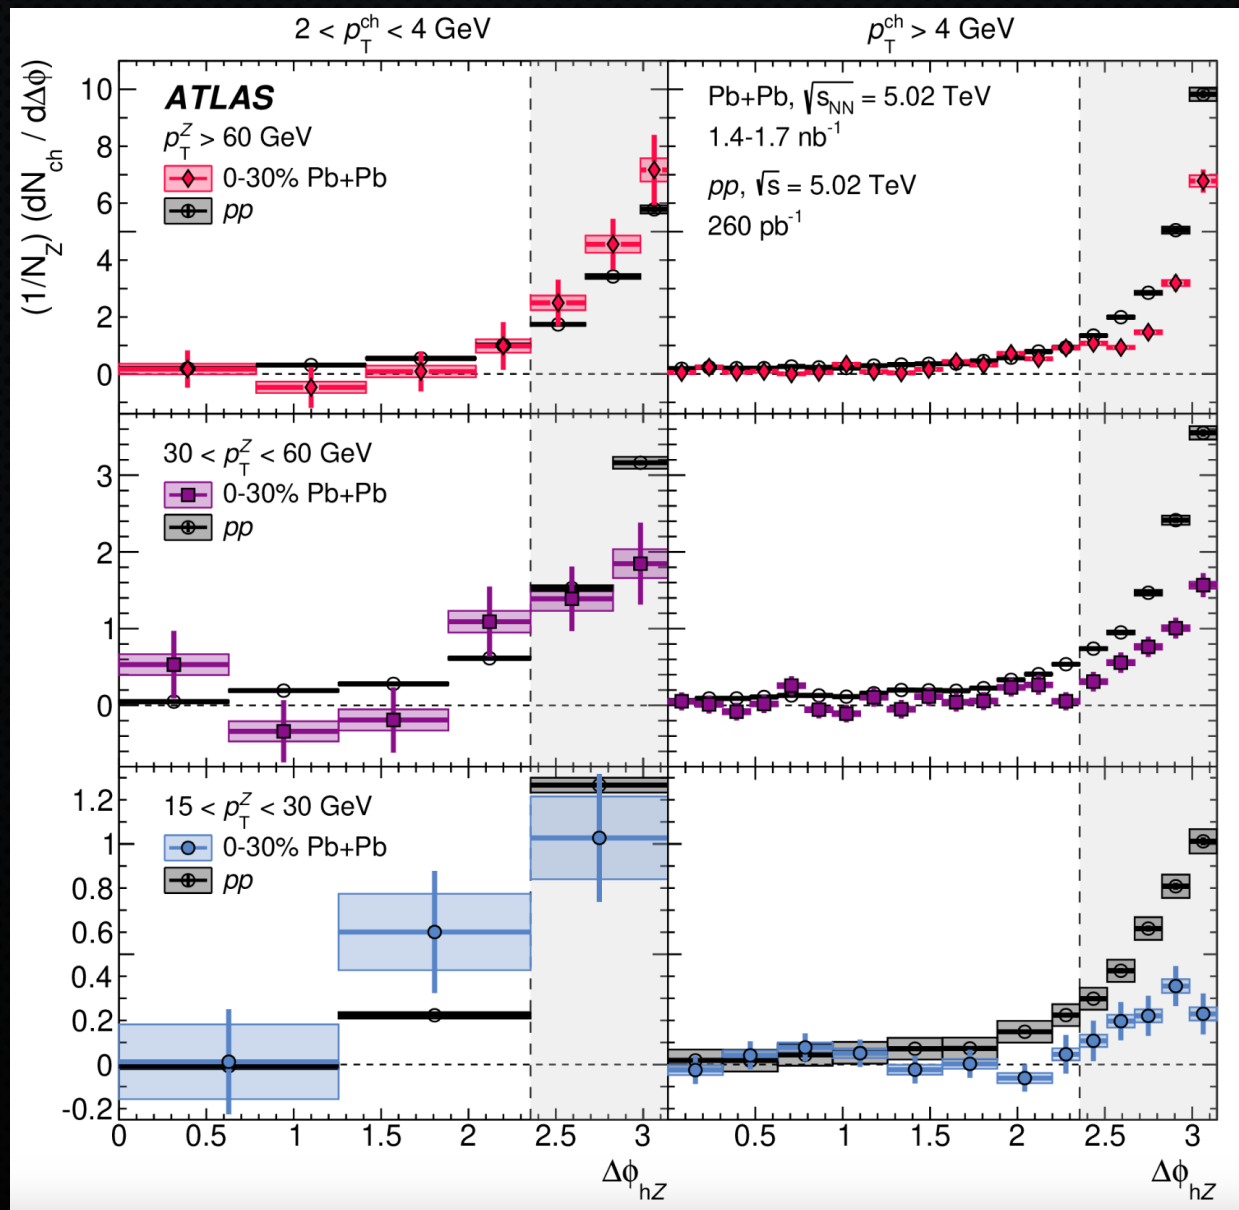 2 < p_T^ch < 4 GeV
p_T^ch > 4 GeV
(1/N_Z) (dN_ch / dΔϕ)
ATLAS
p_T^Z > 60 GeV
0-30% Pb+Pb
pp
10
8
6
4
2
0
Pb+Pb, √s_NN = 5.02 TeV
1.4-1.7 nb^-1
pp, √s = 5.02 TeV
260 pb^-1
30 < p_T^Z < 60 GeV
0-30% Pb+Pb
pp
3
2
1
0
15 < p_T^Z < 30 GeV
0-30% Pb+Pb
pp
1.2
1
0.8
0.6
0.4
0.2
0
-0.2
0 0.5 1 1.5 2 2.5 3
0.5 1 1.5 2 2.5 3
Δϕ_hZ
Δϕ_hZ